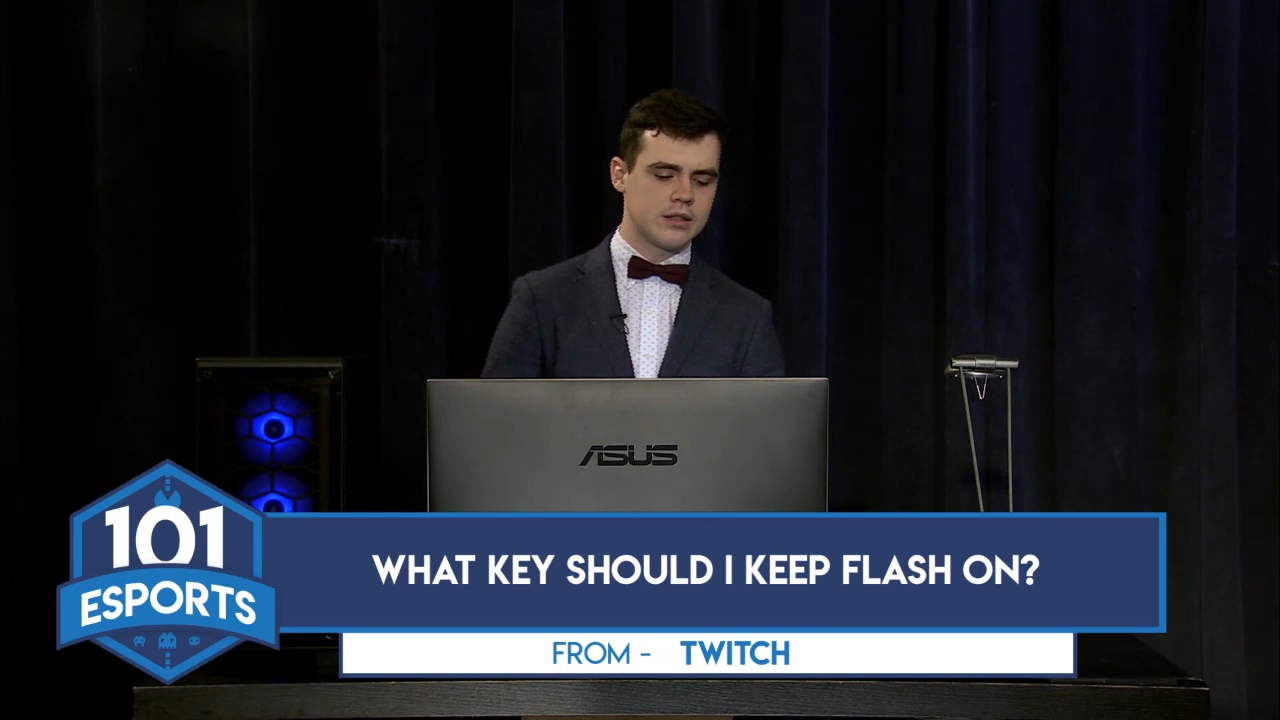 ASUS
101
ESPORTS
WHAT KEY SHOULD I KEEP FLASH ON?
FROM - TWITCH